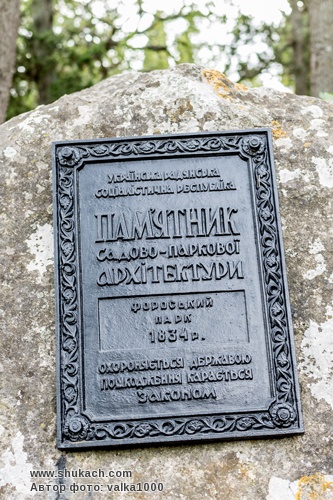 УКРАЇНСЬКА РАДЯНСЬКА
СОЦІАЛІСТИЧНА РЕСПУБЛІКА
ПАМ'ЯТНИК
САДОВО-ПАРКОВОЇ
АРХІТЕКТУРИ
ФОРОСЬКИЙ
ПАРК
1834 р.
ОХОРОНЯЄТЬСЯ ДЕРЖАВОЮ
ПОШКОДЖЕННЯ КАРАЄТЬСЯ
ЗАКОНОМ
www.shukach.com
Автор фото: valka1000